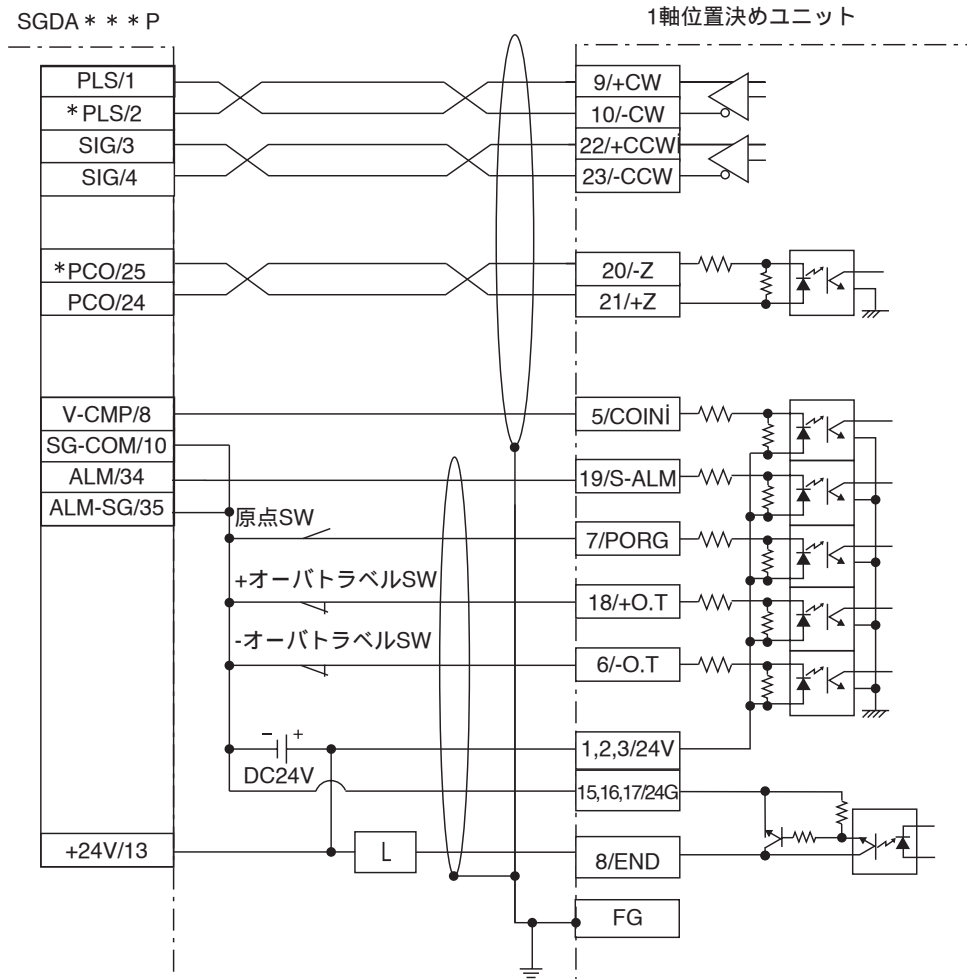 SGDA＊＊＊P
1軸位置決めユニット
PLS/1
9/+CW
*PLS/2
10/-CW
SIG/3
22/+CCWi
SIG/4
23/-CCW
*PCO/25
20/-Z
PCO/24
21/+Z
V-CMP/8
5/COINi
SG-COM/10
ALM/34
19/S-ALM
ALM-SG/35
原点SW
7/PORG
+オーバトラベルSW
18/+O.T
-オーバトラベルSW
6/-O.T
− +
DC24V
1,2,3/24V
15,16,17/24G
+24V/13
L
8/END
FG